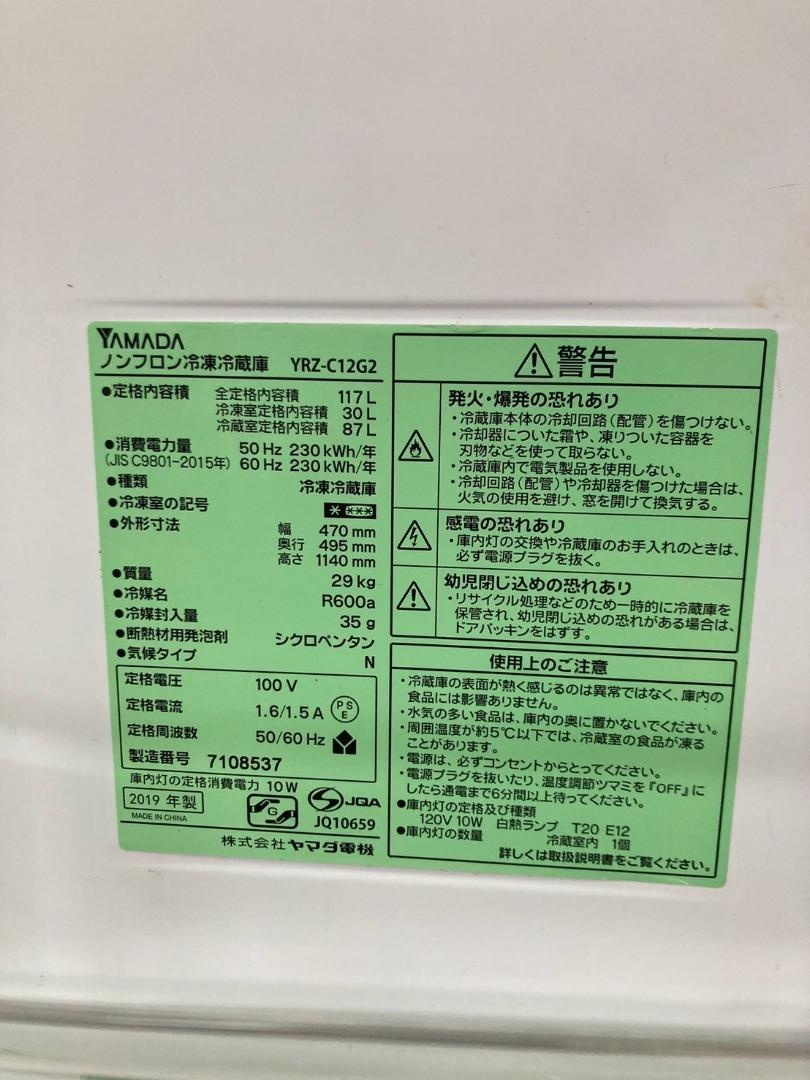 YAMADA
ノンフロン冷凍冷蔵庫 YRZ-C12G2
●定格内容積 全定格内容積 117L
冷凍室定格内容積 30L
冷蔵室定格内容積 87L
●消費電力量 50Hz 230kWh/年
(JIS C9801-2015年) 60Hz 230kWh/年
●種類 冷凍冷蔵庫
●冷凍室の記号 * ***
●外形寸法 幅 470mm
奥行 495mm
高さ 1140mm
●質量 29kg
●冷媒名 R600a
●冷媒封入量 35g
●断熱材用発泡剤 シクロペンタン
●気候タイプ N
定格電圧 100V
定格電流 1.6/1.5A PSE
定格周波数 50/60Hz
製造番号 7108537
庫内灯の定格消費電力 10W
2019年製
MADE IN CHINA
G
JQA
JQ10659
株式会社ヤマダ電機
⚠警告
発火・爆発の恐れあり
・冷蔵庫本体の冷却回路(配管)を傷つけない。
・冷却器についた霜や、凍りついた容器を
刃物などを使って取らない。
・冷蔵庫内で電気製品を使用しない。
・冷却回路(配管)や冷却器を傷つけた場合は、
火気の使用を避け、窓を開けて換気する。
感電の恐れあり
・庫内灯の交換や冷蔵庫のお手入れのときは、
必ず電源プラグを抜く。
幼児閉じ込めの恐れあり
・リサイクル処理などのため一時的に冷蔵庫を
保管され、幼児閉じ込めの恐れがある場合は、
ドアパッキンをはずす。
使用上のご注意
・冷蔵庫の表面が熱く感じるのは異常ではなく、庫内の
食品には影響ありません。
・水気の多い食品は、庫内の奥に置かないでください。
・周囲温度が約5℃以下では、冷蔵室の食品が凍る
ことがあります。
・電源は、必ずコンセントからとってください。
・電源プラグを抜いたり、温度調節ツマミを『OFF』に
したら通電まで6分間以上待ってください。
●庫内灯の定格及び種類
120V 10W 白熱ランプ T20 E12
●庫内灯の数量 冷蔵室内 1個
詳しくは取扱説明書をご覧ください。